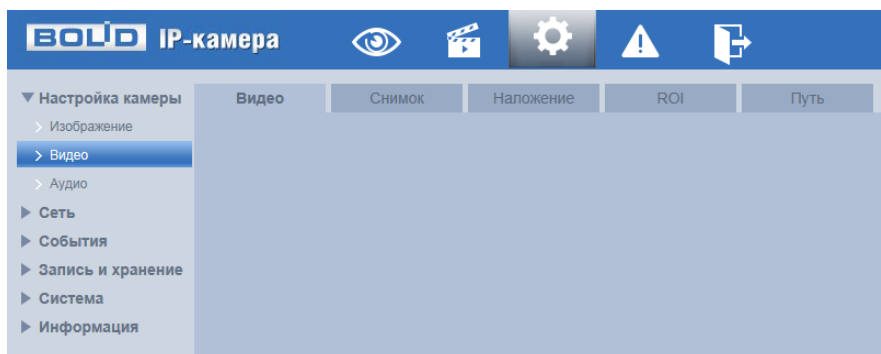 BOLID IP-камера
Настройка камеры
Изображение
Видео
Аудио
Сеть
События
Запись и хранение
Система
Информация
Видео
Снимок
Наложение
ROI
Путь